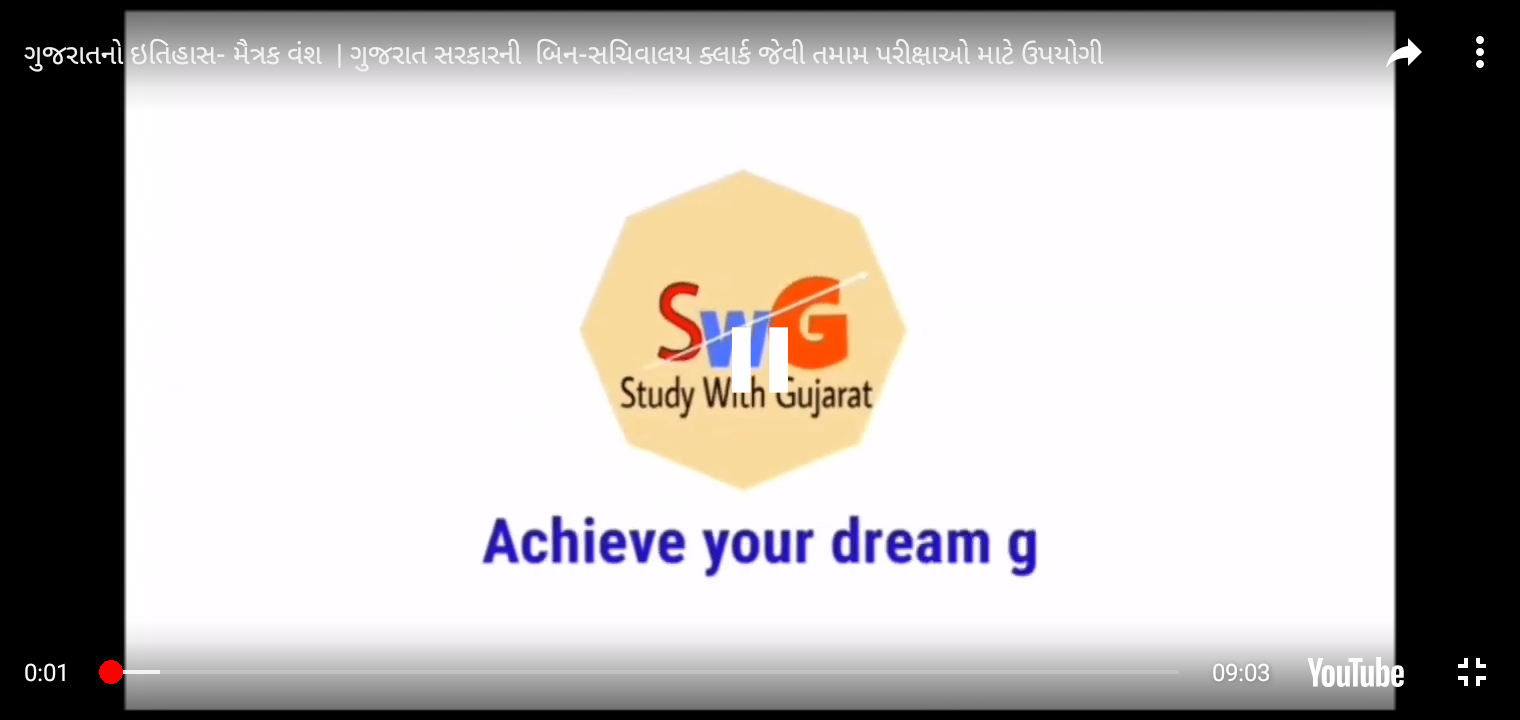 ગુજરાતનો ઇતિહાસ- મૈત્રક વંશ | ગુજરાત સરકારની બિન-સચિવાલય ક્લાર્ક જેવી તમામ પરીક્ષાઓ માટે ઉપયોગી
SWG
Study With Gujarat
Achieve your dream g
0:01
09:03
YouTube